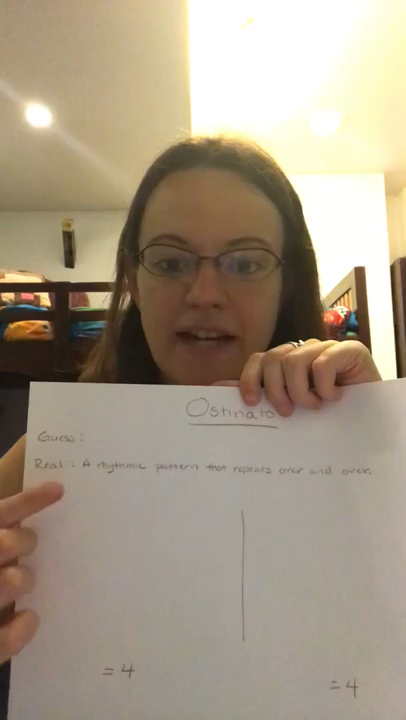 Ostinato
Guess:
Real: A rhythmic pattern that repeats over and over.
= 4
= 4